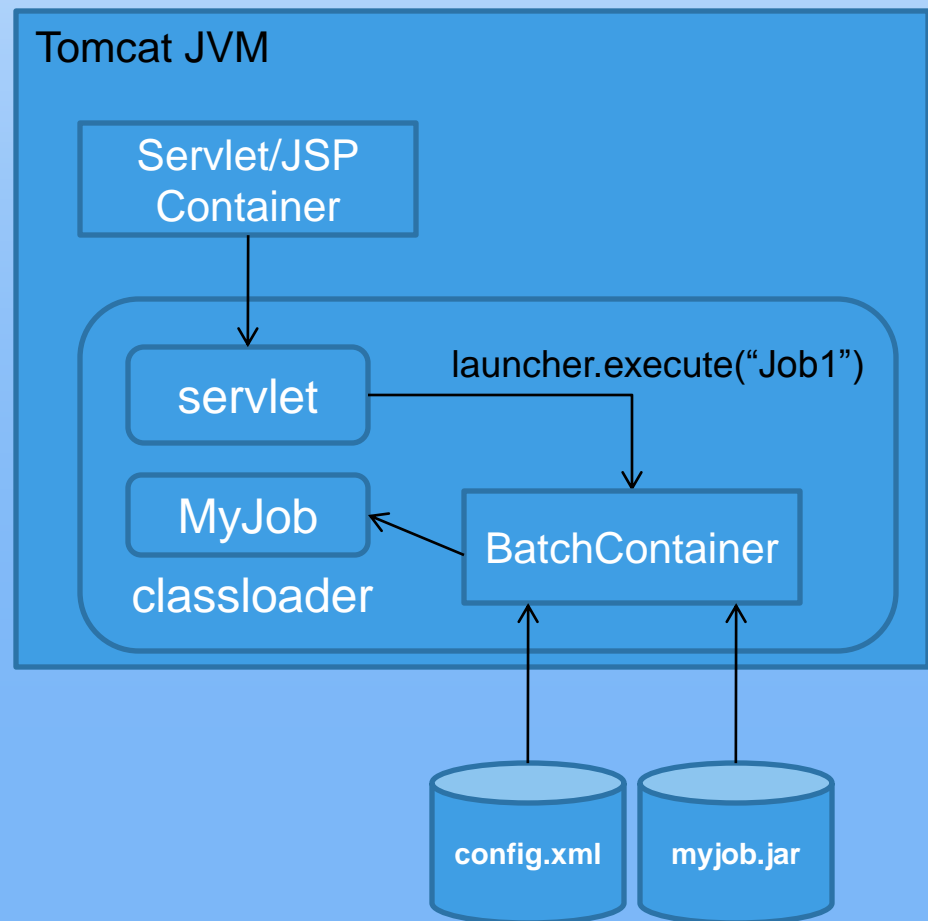 Tomcat JVM
Servlet/JSP
Container
launcher.execute(“Job1”)
servlet
MyJob
BatchContainer
classloader
config.xml
myjob.jar